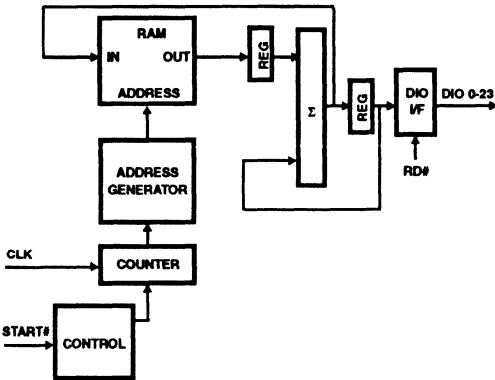 RAM
IN OUT
ADDRESS
REG
Σ
REG
DIO
I/F
DIO 0-23
RD#
ADDRESS
GENERATOR
CLK
COUNTER
START#
CONTROL